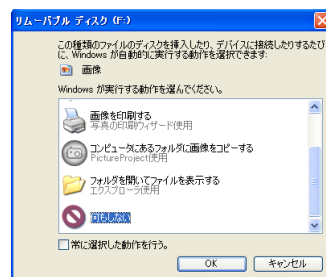 リムーバブル ディスク (F:)
この種類のファイルのディスクを挿入したり、デバイスに接続したりするたび
に、Windows が自動的に実行する動作を選択できます:
画像
Windows が実行する動作を選んでください。
画像を印刷する
写真の印刷ウィザード使用
コンピュータにあるフォルダに画像をコピーする
PictureProject使用
フォルダを開いてファイルを表示する
エクスプローラ使用
何もしない
常に選択した動作を行う。
OK
キャンセル